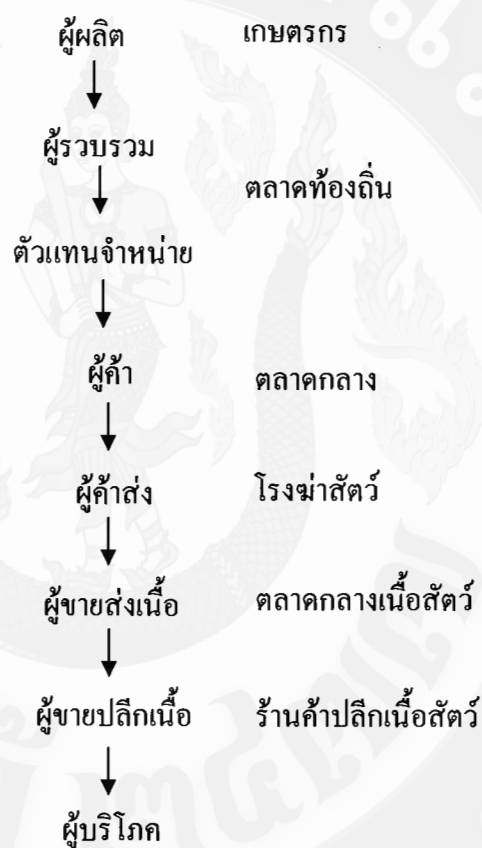 ผู้ผลิต เกษตรกร
ผู้รวบรวม
ตลาดท้องถิ่น
ตัวแทนจำหน่าย
ผู้ค้า ตลาดกลาง
ผู้ค้าส่ง โรงฆ่าสัตว์
ผู้ขายส่งเนื้อ ตลาดกลางเนื้อสัตว์
ผู้ขายปลีกเนื้อ ร้านค้าปลีกเนื้อสัตว์
ผู้บริโภค